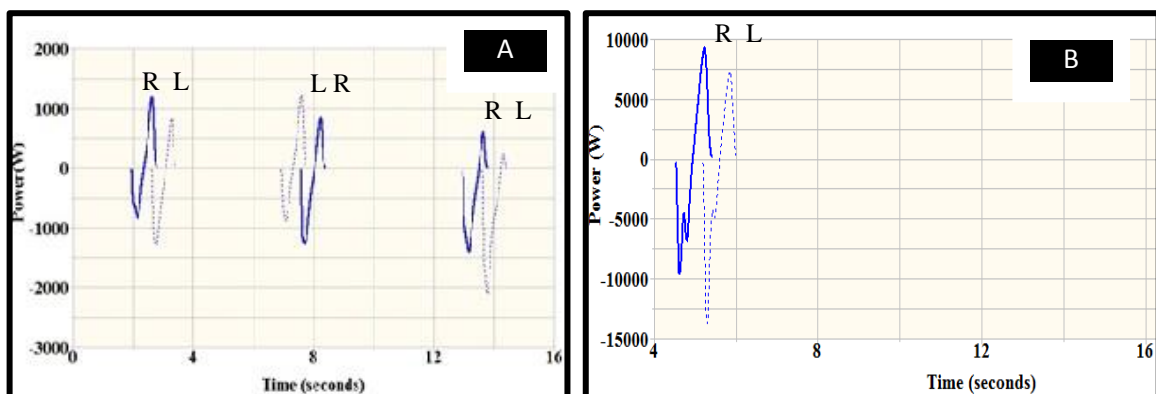 A
2000
1000
0
-1000
-2000
-3000
R L
L R
R L
Power(W)
0 4 8 12 16
Time (seconds)
B
10000
5000
0
-5000
-10000
-15000
R L
Power (W)
4 8 12 16
Time (seconds)